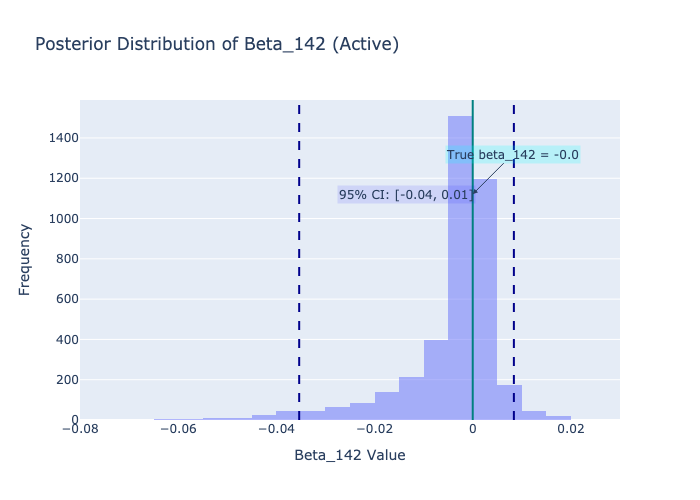 Posterior Distribution of Beta_142 (Active)
1400
1200
1000
800
600
400
200
0
True beta_142 = -0.0
95% CI: [-0.04, 0.01]
Frequency
−0.08
−0.06
−0.04
−0.02
0
0.02
Beta_142 Value